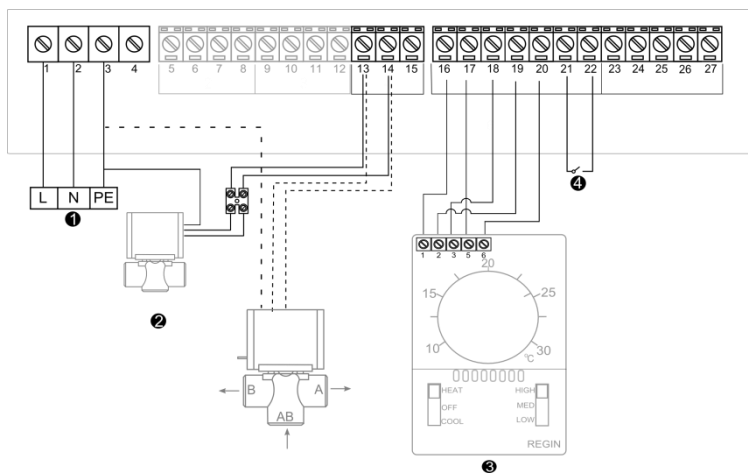 1 2 3 4 5 6 7 8 9 10 11 12 13 14 15 16 17 18 19 20 21 22 23 24 25 26 27
L N PE
1
2
4
1 2 3 5 6
20
15 25
10 30
°C
B A
AB
HEAT HIGH
OFF MED
COOL LOW
REGIN
3